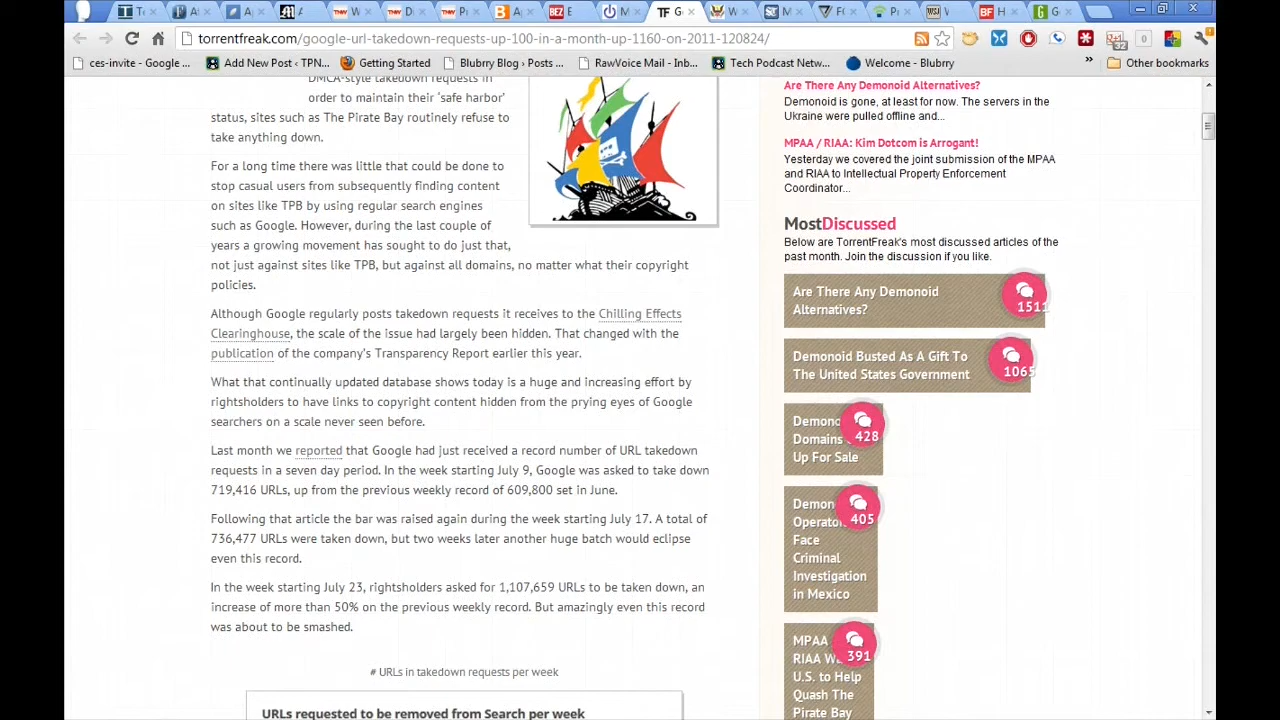 To
As
Ap
A
W
D
Po
Ap
BEZ E
M
TF G
W
M
FC
P
WSJ
BF H
G
torrentfreak.com/google-url-takedown-requests-up-100-in-a-month-up-1160-on-2011-120824/
32
0
ces-invite - Google ...
Add New Post ‹ TPN...
Getting Started
Blubrry Blog › Posts ...
RawVoice Mail - Inb...
Tech Podcast Netw...
Welcome - Blubrry
»
Other bookmarks
DMCA-style takedown requests in
order to maintain their 'safe harbor'
status, sites such as The Pirate Bay routinely refuse to
take anything down.
For a long time there was little that could be done to
stop casual users from subsequently finding content
on sites like TPB by using regular search engines
such as Google. However, during the last couple of
years a growing movement has sought to do just that,
not just against sites like TPB, but against all domains, no matter what their copyright
policies.
Although Google regularly posts takedown requests it receives to the Chilling Effects
Clearinghouse, the scale of the issue had largely been hidden. That changed with the
publication of the company's Transparency Report earlier this year.
What that continually updated database shows today is a huge and increasing effort by
rightsholders to have links to copyright content hidden from the prying eyes of Google
searchers on a scale never seen before.
Last month we reported that Google had just received a record number of URL takedown
requests in a seven day period. In the week starting July 9, Google was asked to take down
719,416 URLs, up from the previous weekly record of 609,800 set in June.
Following that article the bar was raised again during the week starting July 17. A total of
736,477 URLs were taken down, but two weeks later another huge batch would eclipse
even this record.
In the week starting July 23, rightsholders asked for 1,107,659 URLs to be taken down, an
increase of more than 50% on the previous weekly record. But amazingly even this record
was about to be smashed.
# URLs in takedown requests per week
URLs requested to be removed from Search per week
Are There Any Demonoid Alternatives?
Demonoid is gone, at least for now. The servers in the
Ukraine were pulled offline and...
MPAA / RIAA: Kim Dotcom is Arrogant!
Yesterday we covered the joint submission of the MPAA
and RIAA to Intellectual Property Enforcement
Coordinator...
MostDiscussed
Below are TorrentFreak's most discussed articles of the
past month. Join the discussion if you like.
Are There Any Demonoid
Alternatives?
1511
Demonoid Busted As A Gift To
The United States Government
1065
Domains
Up For Sale
428
Face
Criminal
Investigation
in Mexico
405
MPAA
RIAA
U.S. to Help
Quash The
Pirate Bay
391